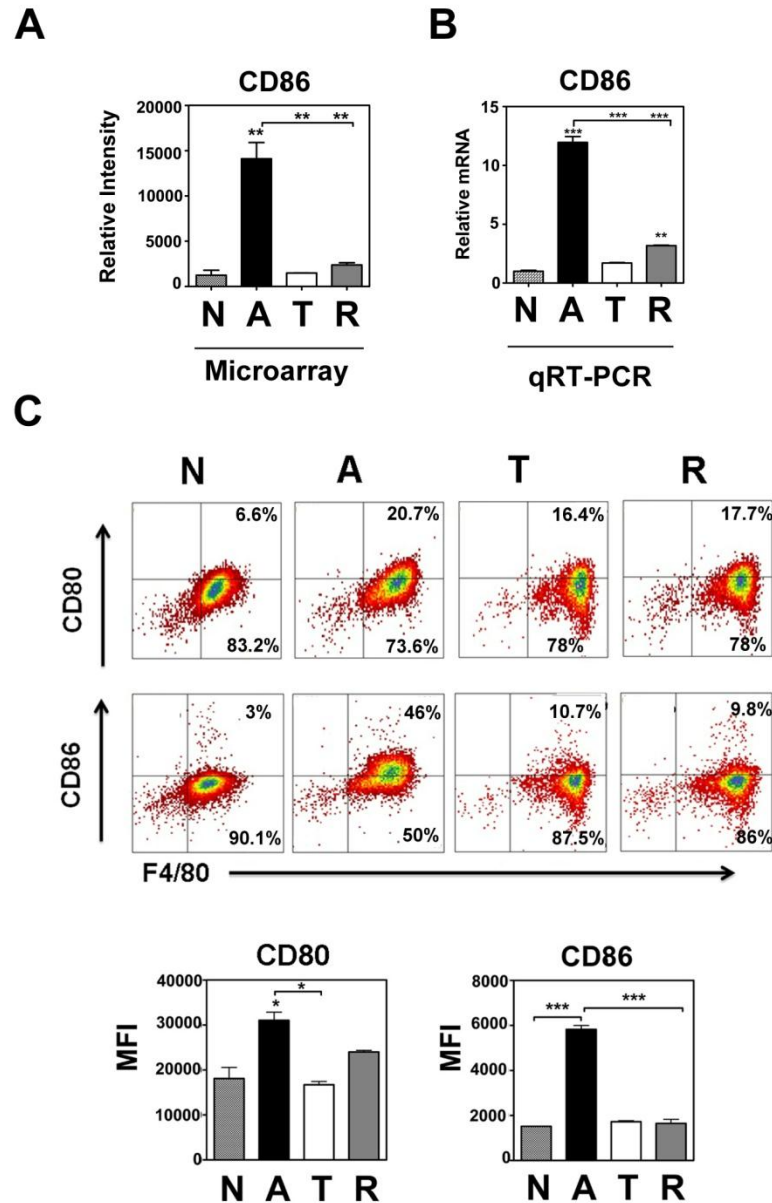 A
B
CD86
CD86
Relative Intensity
20000
15000
10000
5000
0
**
** **
N A T R
Microarray
Relative mRNA
15
10
5
0
***
*** ***
**
N A T R
qRT-PCR
C
N A T R
CD80
6.6% 20.7% 16.4% 17.7%
83.2% 73.6% 78% 78%
CD86
3% 46% 10.7% 9.8%
90.1% 50% 87.5% 86%
F4/80
CD80
MFI
40000
30000
20000
10000
0
*
*
N A T R
CD86
MFI
8000
6000
4000
2000
0
*** ***
N A T R